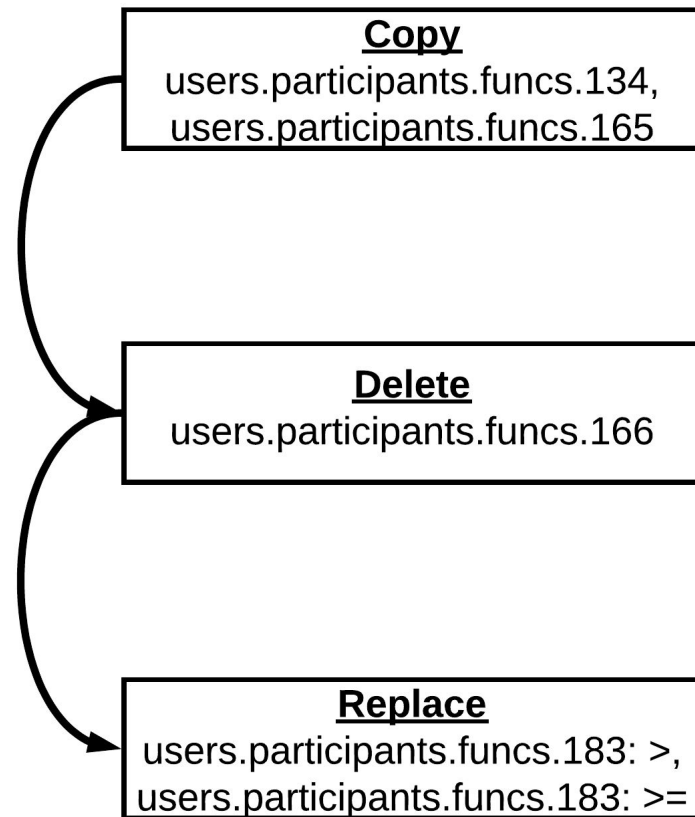 Copy
users.participants.funcs.134,
users.participants.funcs.165
Delete
users.participants.funcs.166
Replace
users.participants.funcs.183: >,
users.participants.funcs.183: >=